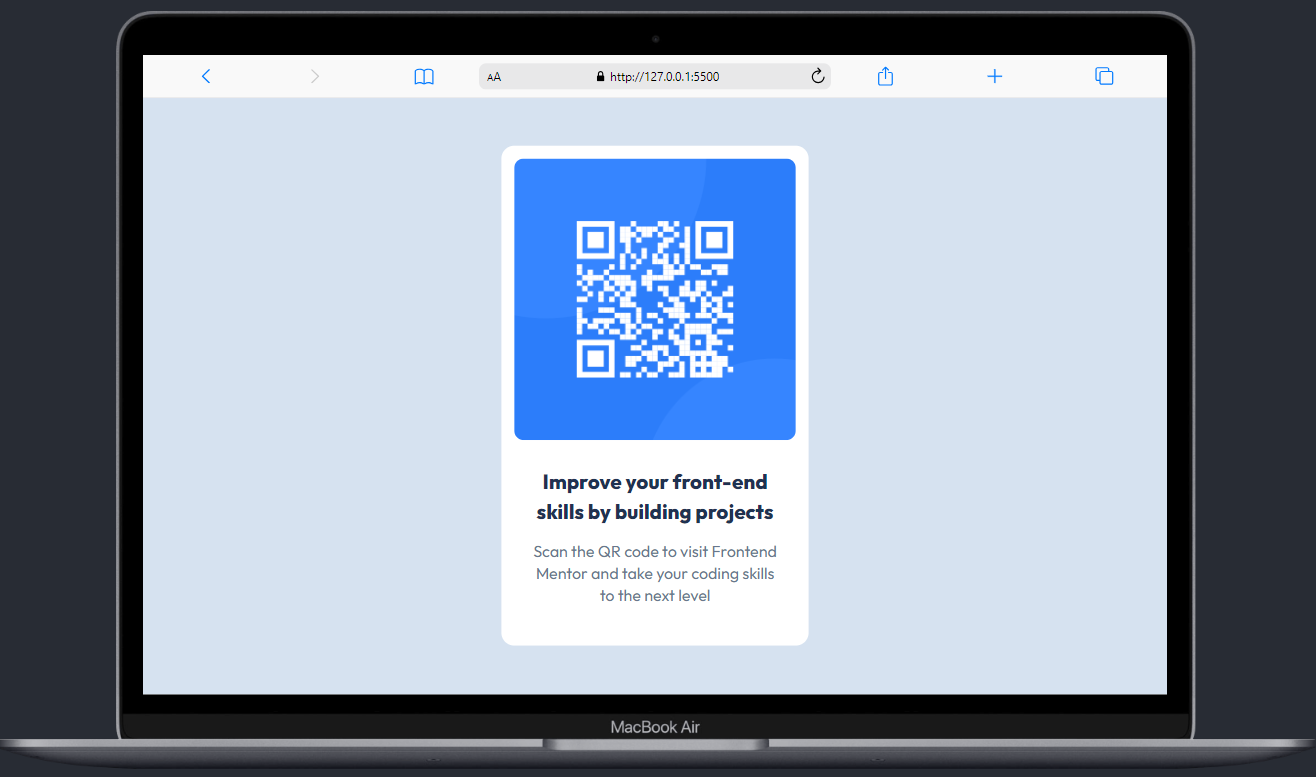 AA
http://127.0.0.1:5500
Improve your front-end
skills by building projects
Scan the QR code to visit Frontend
Mentor and take your coding skills
to the next level
MacBook Air